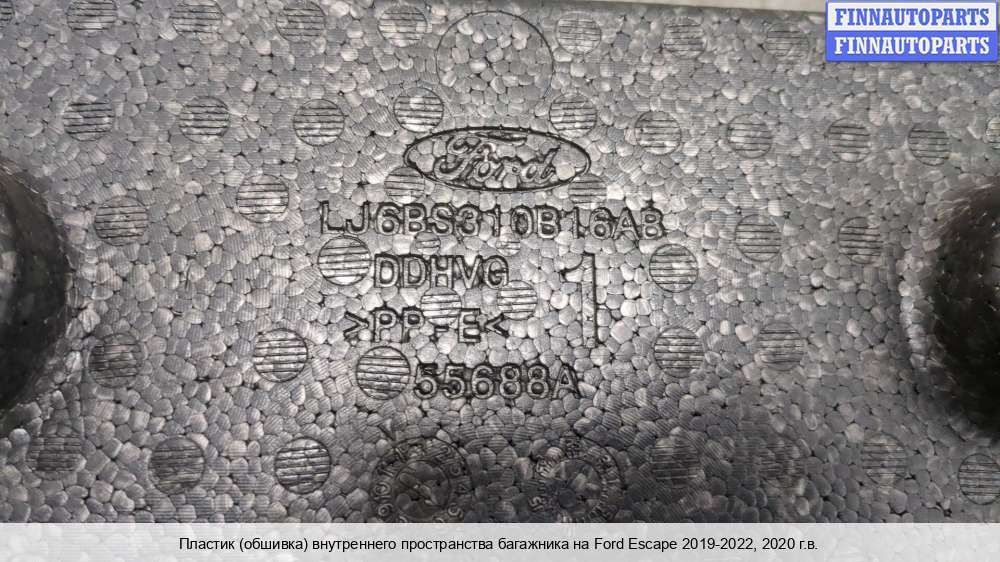 FINNAUTOPARTS
FINNAUTOPARTS
Ford
LJ6BS310B16AB
DDHVG
1
>PP-E<
55688A
Пластик (обшивка) внутреннего пространства багажника на Ford Escape 2019-2022, 2020 г.в.